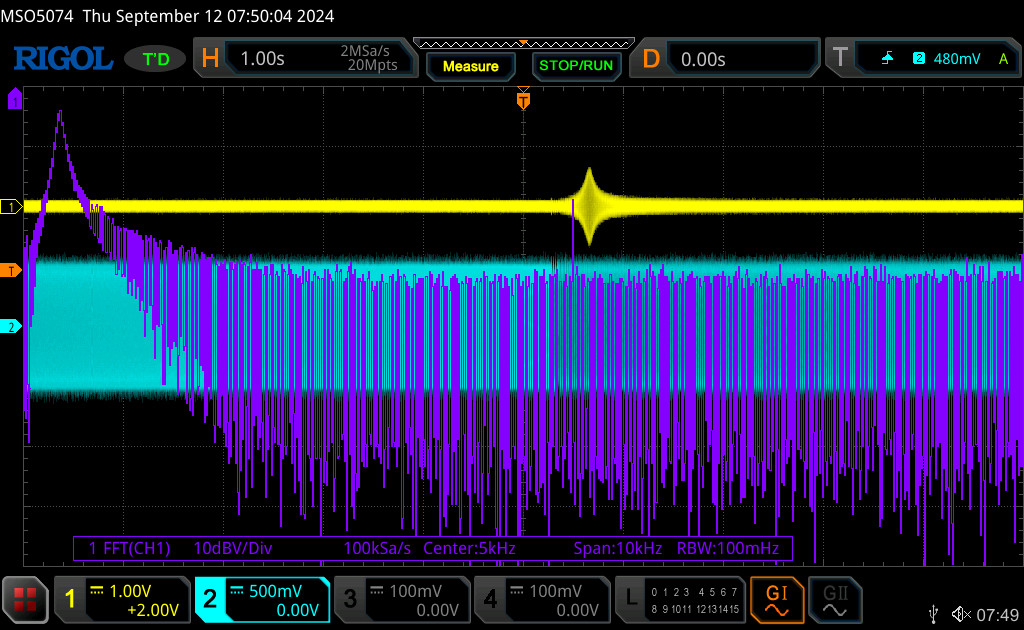 MSO5074 Thu September 12 07:50:04 2024
RIGOL T'D H 1.00s 2MSa/s 20Mpts Measure STOP/RUN D 0.00s T 2 480mV A
1
T
1
T
2
1 FFT(CH1) 10dBV/Div 100kSa/s Center:5kHz Span:10kHz RBW:100mHz
1 1.00V +2.00V 2 500mV 0.00V 3 100mV 0.00V 4 100mV 0.00V L 0 1 2 3 4 5 6 7 8 9 10 11 12 13 14 15 GI GII
07:49